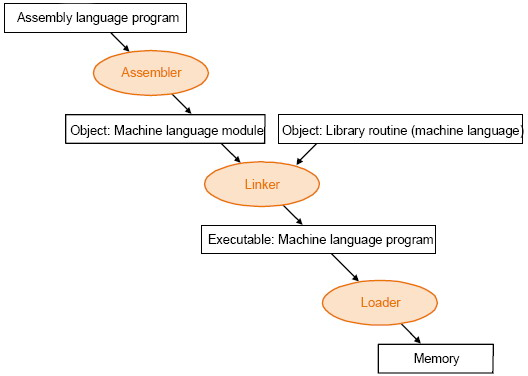 Assembly language program
Assembler
Object: Machine language module
Object: Library routine (machine language)
Linker
Executable: Machine language program
Loader
Memory